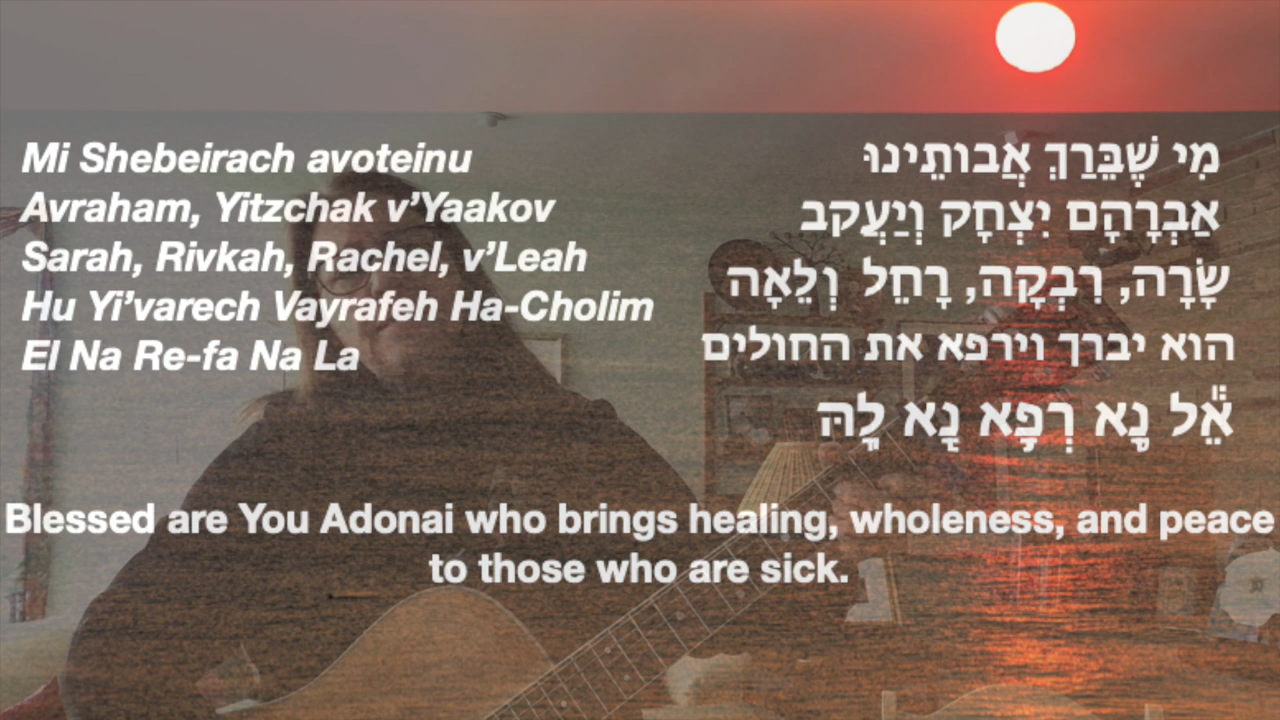 Mi Shebeirach avoteinu
Avraham, Yitzchak v’Yaakov
Sarah, Rivkah, Rachel, v’Leah
Hu Yi’varech Vayrafeh Ha-Cholim
El Na Re-fa Na La
מִי שֶׁבֵּרַךְ אֲבותֵינוּ
אַבְרָהָם יִצְחָק וְיַעֲקב
שָׂרָה, רִבְקָה, רָחֵל וְלֵאָה
הוא יברך וירפא את החולים
אֵ֕ל נָ֛א רְפָ֥א נָ֖א לָֽהּ
Blessed are You Adonai who brings healing, wholeness, and peace
to those who are sick.